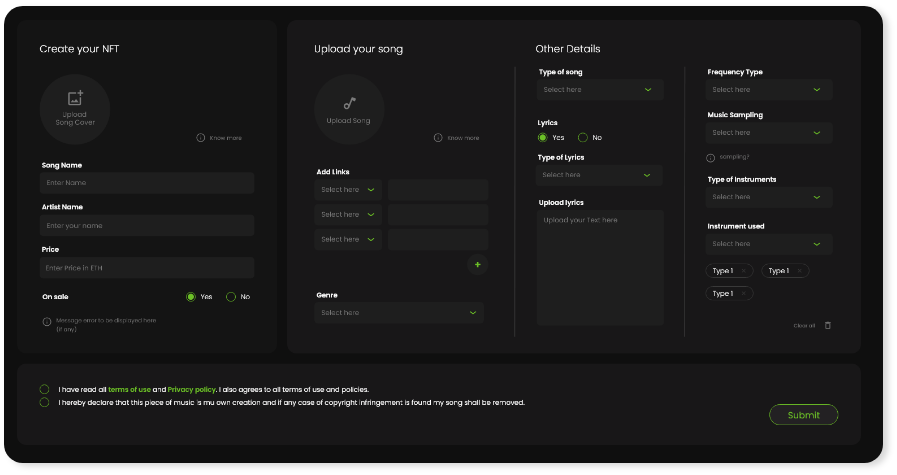 Create your NFT
Upload
Song Cover
Know more
Song Name
Enter Name
Artist Name
Enter your name
Price
Enter Price in ETH
On sale
Yes
No
Message error to be displayed here
(if any)
Upload your song
Upload Song
Know more
Add Links
Select here
Select here
Select here
+
Genre
Select here
Other Details
Type of song
Select here
Lyrics
Yes
No
Type of Lyrics
Select here
Upload lyrics
Upload your Text here
Frequency Type
Select here
Music Sampling
Select here
sampling?
Type of Instruments
Select here
Instrument used
Select here
Type 1 ×
Type 1 ×
Type 1 ×
Clear all
I have read all terms of use and Privacy policy. I also agrees to all terms of use and policies.
I hereby declare that this piece of music is mu own creation and if any case of copyright infringement is found my song shall be removed.
Submit